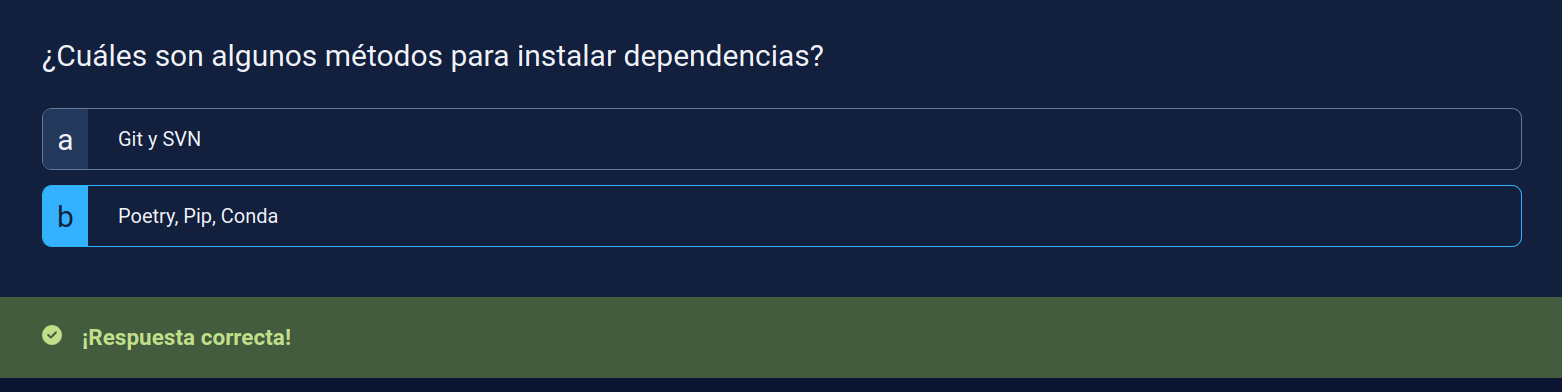 ¿Cuáles son algunos métodos para instalar dependencias?
a Git y SVN
b Poetry, Pip, Conda
¡Respuesta correcta!